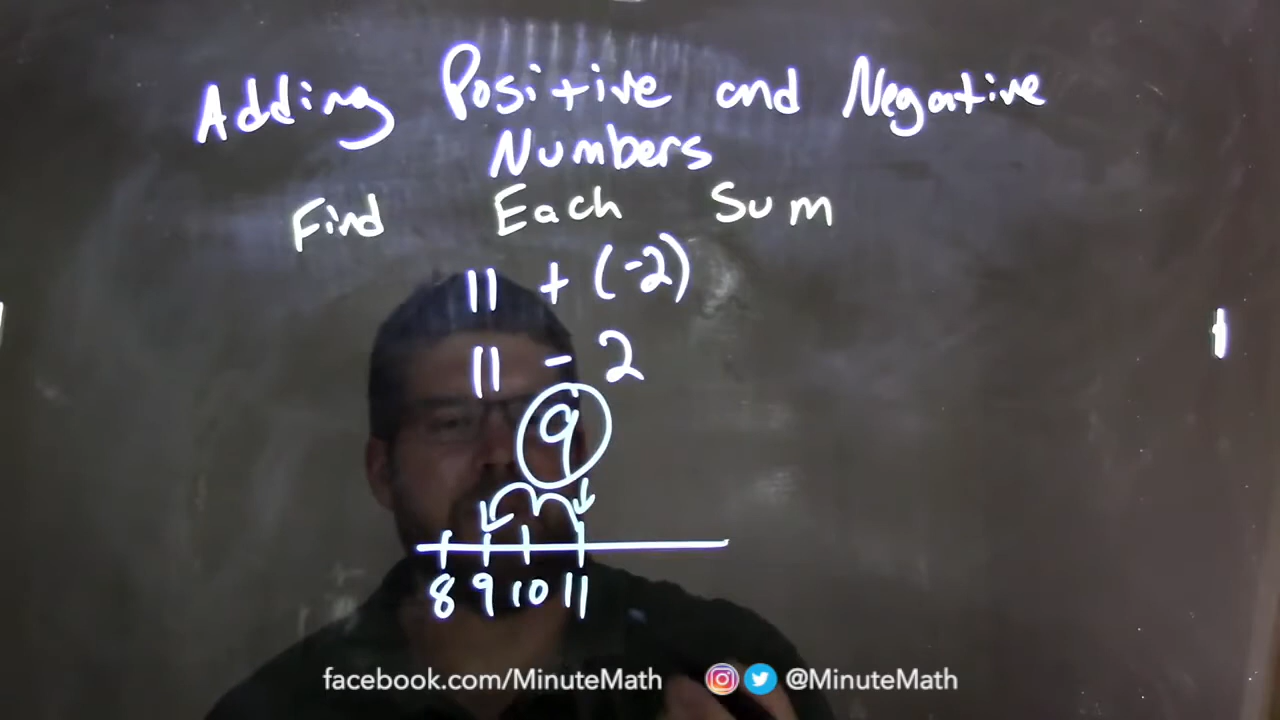 Adding Positive and Negative
Numbers
Find Each Sum
11 + (-2)
11 - 2
9
8 9 10 11
facebook.com/MinuteMath @MinuteMath